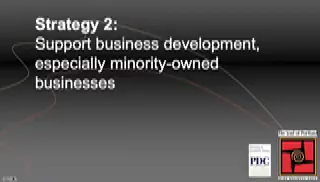 Strategy 2:
Support business development,
especially minority-owned
businesses
PDC